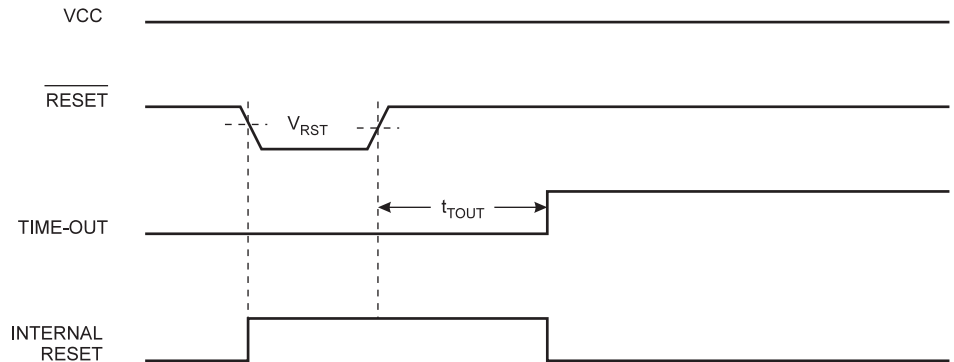 VCC
RESET
VRST
tTOUT
TIME-OUT
INTERNAL
RESET